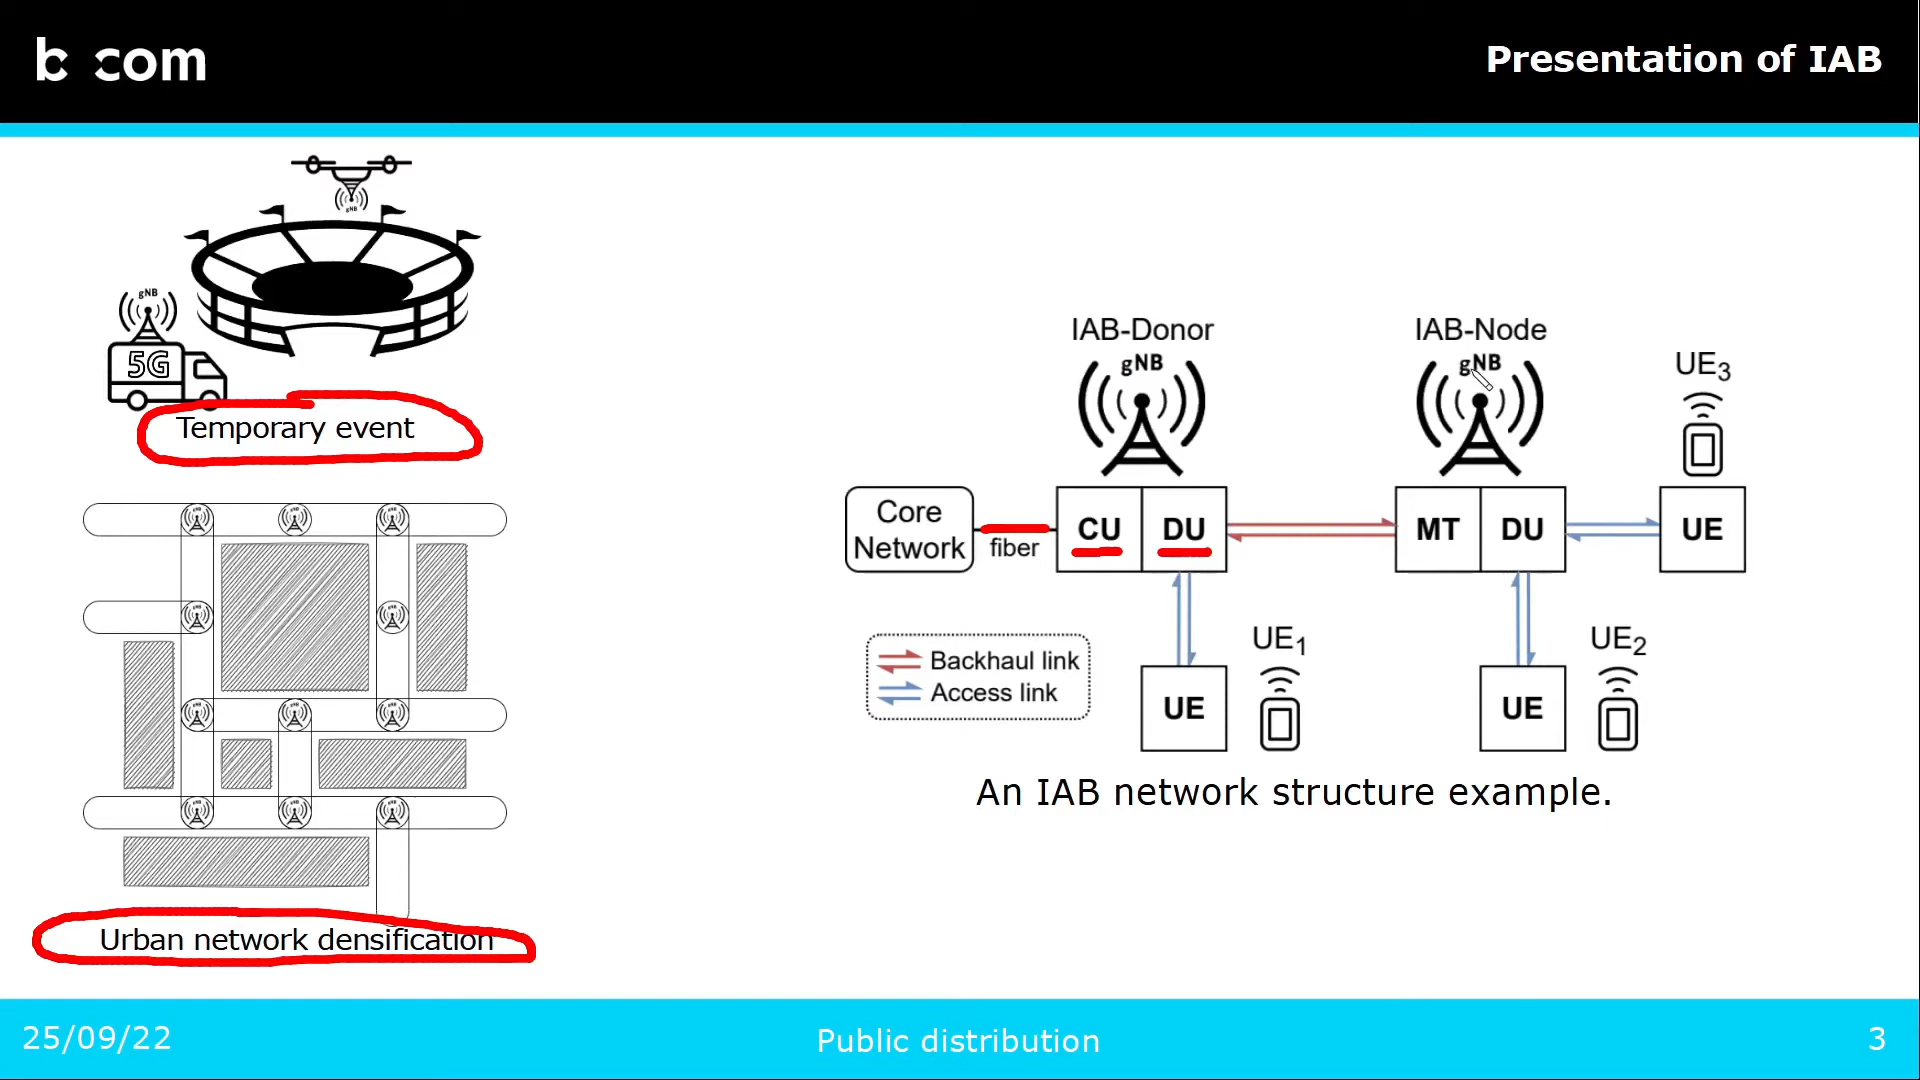 b com
Presentation of IAB
gNB
gNB
5G
Temporary event
Urban network densification
IAB-Donor
gNB
IAB-Node
gNB
UE3
Core
Network
fiber
CU
DU
MT
DU
UE
Backhaul link
Access link
UE1
UE
UE2
UE
An IAB network structure example.
25/09/22
Public distribution
3